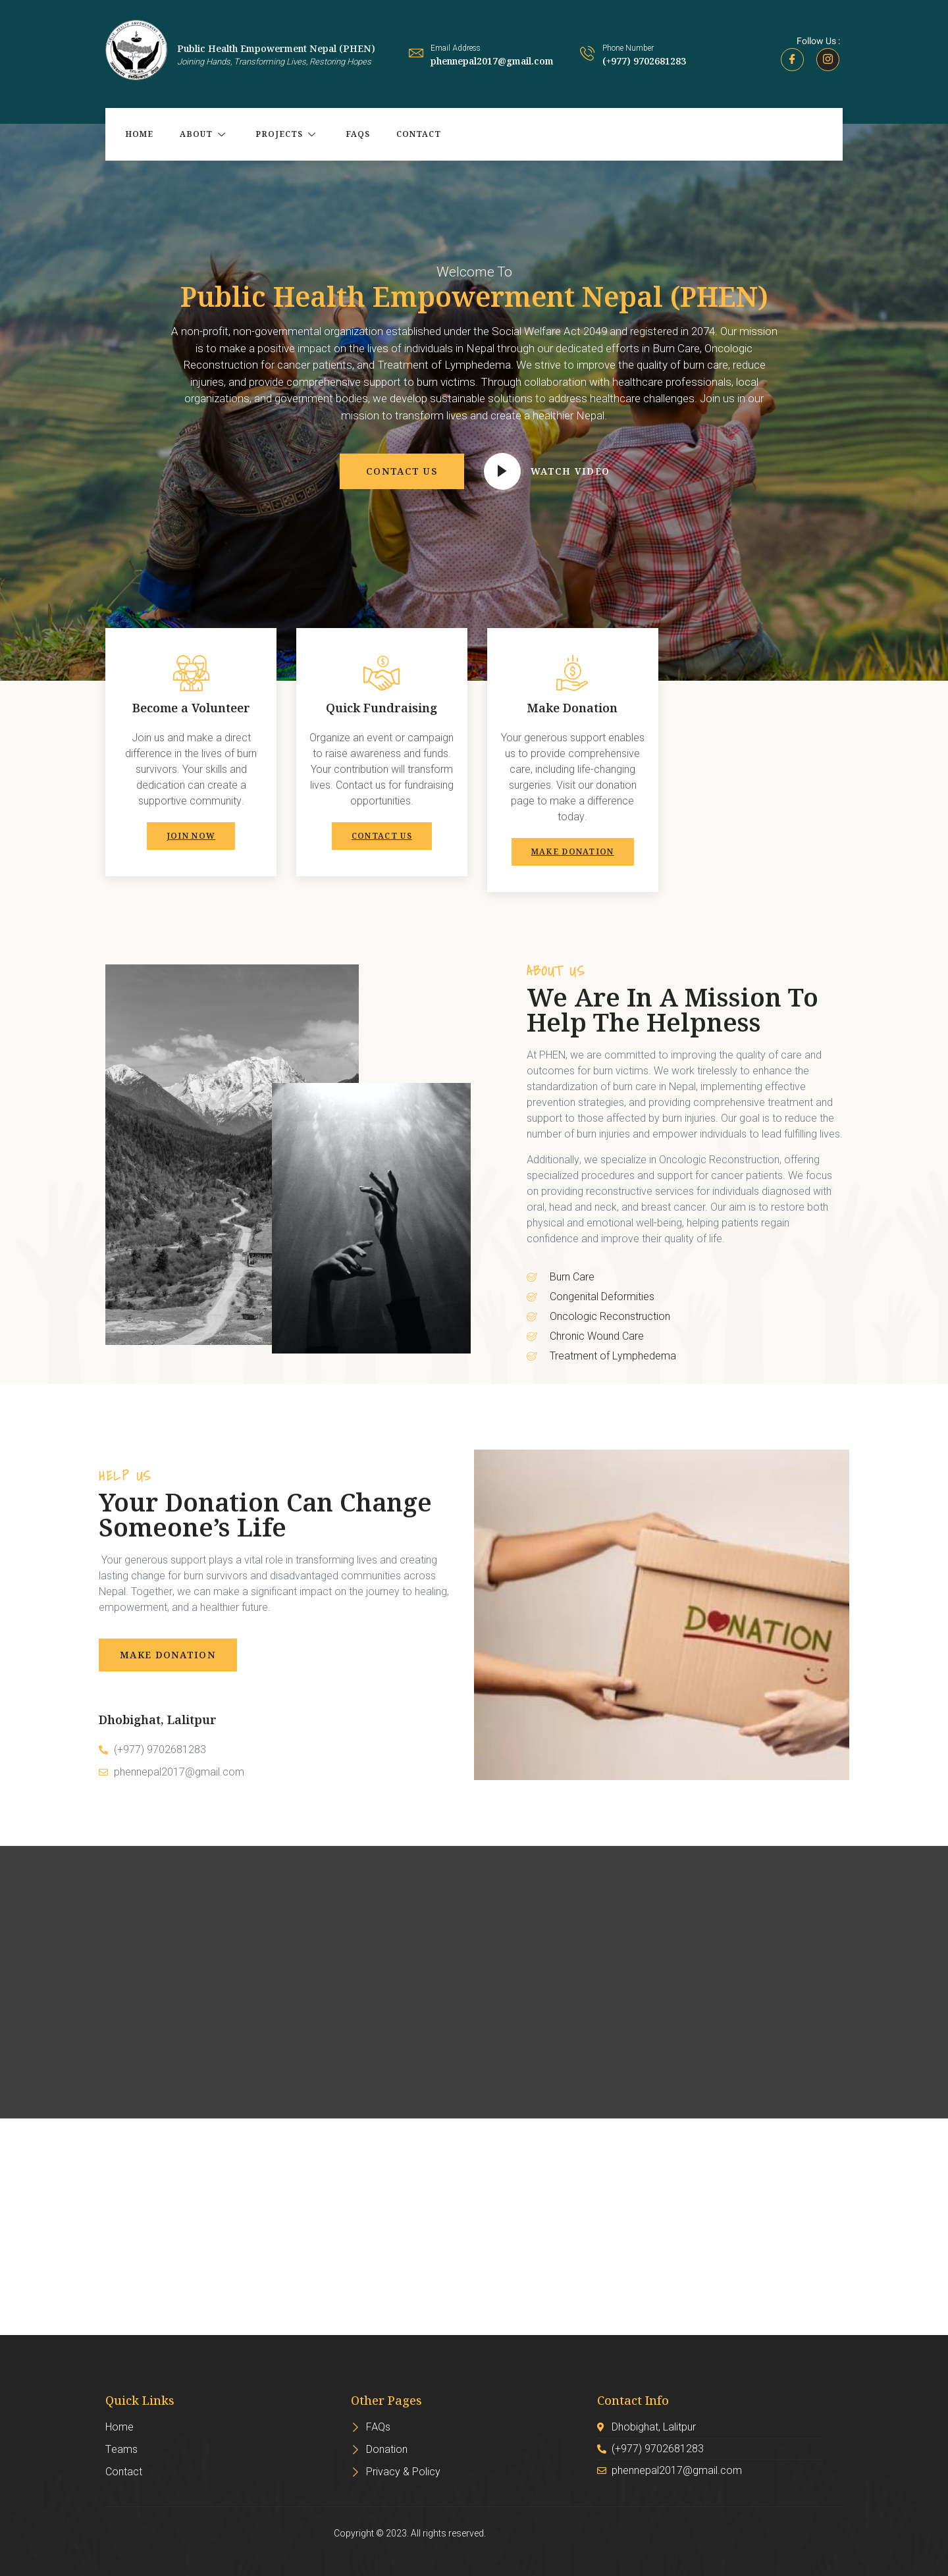 Public Health Empowerment Nepal (PHEN)
Joining Hands, Transforming Lives, Restoring Hopes
Email Address
phennepal2017@gmail.com
Phone Number
(+977) 9702681283
Follow Us :
HOME
ABOUT
PROJECTS
FAQS
CONTACT
Welcome To
Public Health Empowerment Nepal (PHEN)
A non-profit, non-governmental organization established under the Social Welfare Act 2049 and registered in 2074. Our mission
is to make a positive impact on the lives of individuals in Nepal through our dedicated efforts in Burn Care, Oncologic
Reconstruction for cancer patients, and Treatment of Lymphedema. We strive to improve the quality of burn care, reduce
injuries, and provide comprehensive support to burn victims. Through collaboration with healthcare professionals, local
organizations, and government bodies, we develop sustainable solutions to address healthcare challenges. Join us in our
mission to transform lives and create a healthier Nepal.
CONTACT US
WATCH VIDEO
Become a Volunteer
Join us and make a direct
difference in the lives of burn
survivors. Your skills and
dedication can create a
supportive community.
JOIN NOW
Quick Fundraising
Organize an event or campaign
to raise awareness and funds.
Your contribution will transform
lives. Contact us for fundraising
opportunities.
CONTACT US
Make Donation
Your generous support enables
us to provide comprehensive
care, including life-changing
surgeries. Visit our donation
page to make a difference
today.
MAKE DONATION
ABOUT US
We Are In A Mission To
Help The Helpness
At PHEN, we are committed to improving the quality of care and
outcomes for burn victims. We work tirelessly to enhance the
standardization of burn care in Nepal, implementing effective
prevention strategies, and providing comprehensive treatment and
support to those affected by burn injuries. Our goal is to reduce the
number of burn injuries and empower individuals to lead fulfilling lives.
Additionally, we specialize in Oncologic Reconstruction, offering
specialized procedures and support for cancer patients. We focus
on providing reconstructive services for individuals diagnosed with
oral, head and neck, and breast cancer. Our aim is to restore both
physical and emotional well-being, helping patients regain
confidence and improve their quality of life.
Burn Care
Congenital Deformities
Oncologic Reconstruction
Chronic Wound Care
Treatment of Lymphedema
HELP US
Your Donation Can Change
Someone’s Life
Your generous support plays a vital role in transforming lives and creating
lasting change for burn survivors and disadvantaged communities across
Nepal. Together, we can make a significant impact on the journey to healing,
empowerment, and a healthier future.
MAKE DONATION
Dhobighat, Lalitpur
(+977) 9702681283
phennepal2017@gmail.com
DONATION
Quick Links
Home
Teams
Contact
Other Pages
FAQs
Donation
Privacy & Policy
Contact Info
Dhobighat, Lalitpur
(+977) 9702681283
phennepal2017@gmail.com
Copyright © 2023. All rights reserved.